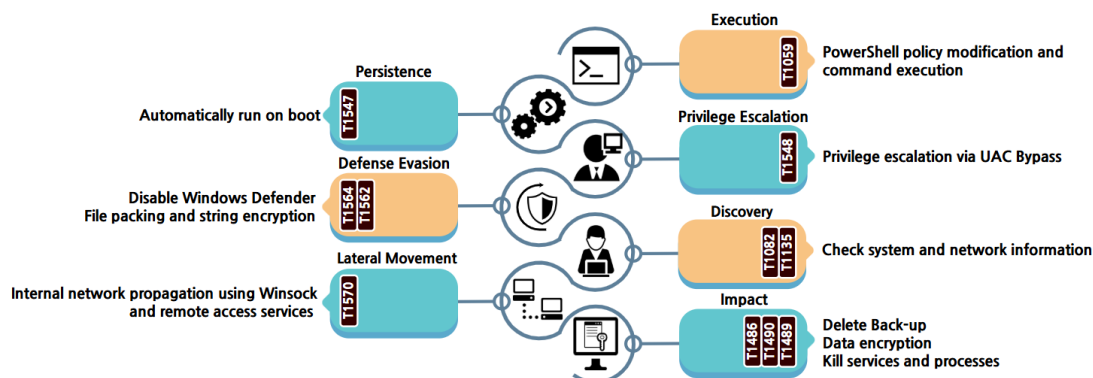 Execution
T1059
PowerShell policy modification and
command execution
Persistence
T1547
Automatically run on boot
Privilege Escalation
T1548
Privilege escalation via UAC Bypass
Defense Evasion
T1564
T1562
Disable Windows Defender
File packing and string encryption
Discovery
T1082
T1135
Check system and network information
Lateral Movement
T1570
Internal network propagation using Winsock
and remote access services
Impact
T1486
T1490
T1489
Delete Back-up
Data encryption
Kill services and processes